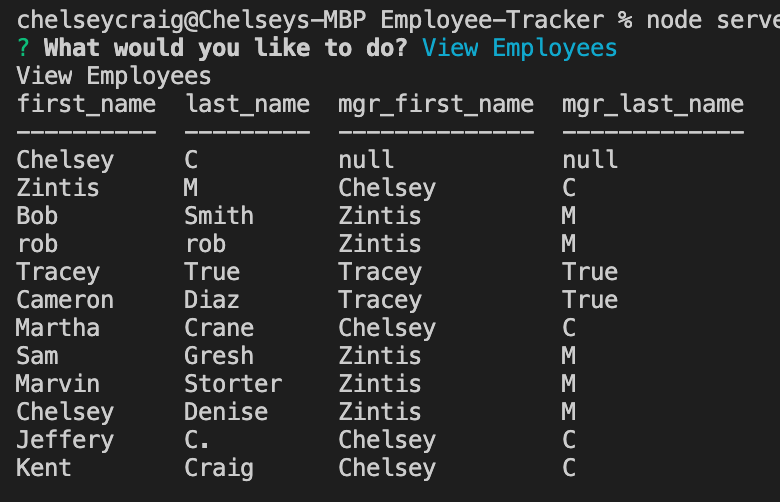 chelseycraig@Chelseys-MBP Employee-Tracker % node serve
? What would you like to do? View Employees
View Employees
first_name  last_name  mgr_first_name  mgr_last_name
----------  ---------  --------------  -------------
Chelsey     C          null            null
Zintis      M          Chelsey         C
Bob         Smith      Zintis          M
rob         rob        Zintis          M
Tracey      True       Tracey          True
Cameron     Diaz       Tracey          True
Martha      Crane      Chelsey         C
Sam         Gresh      Zintis          M
Marvin      Storter    Zintis          M
Chelsey     Denise     Zintis          M
Jeffery     C.         Chelsey         C
Kent        Craig      Chelsey         C